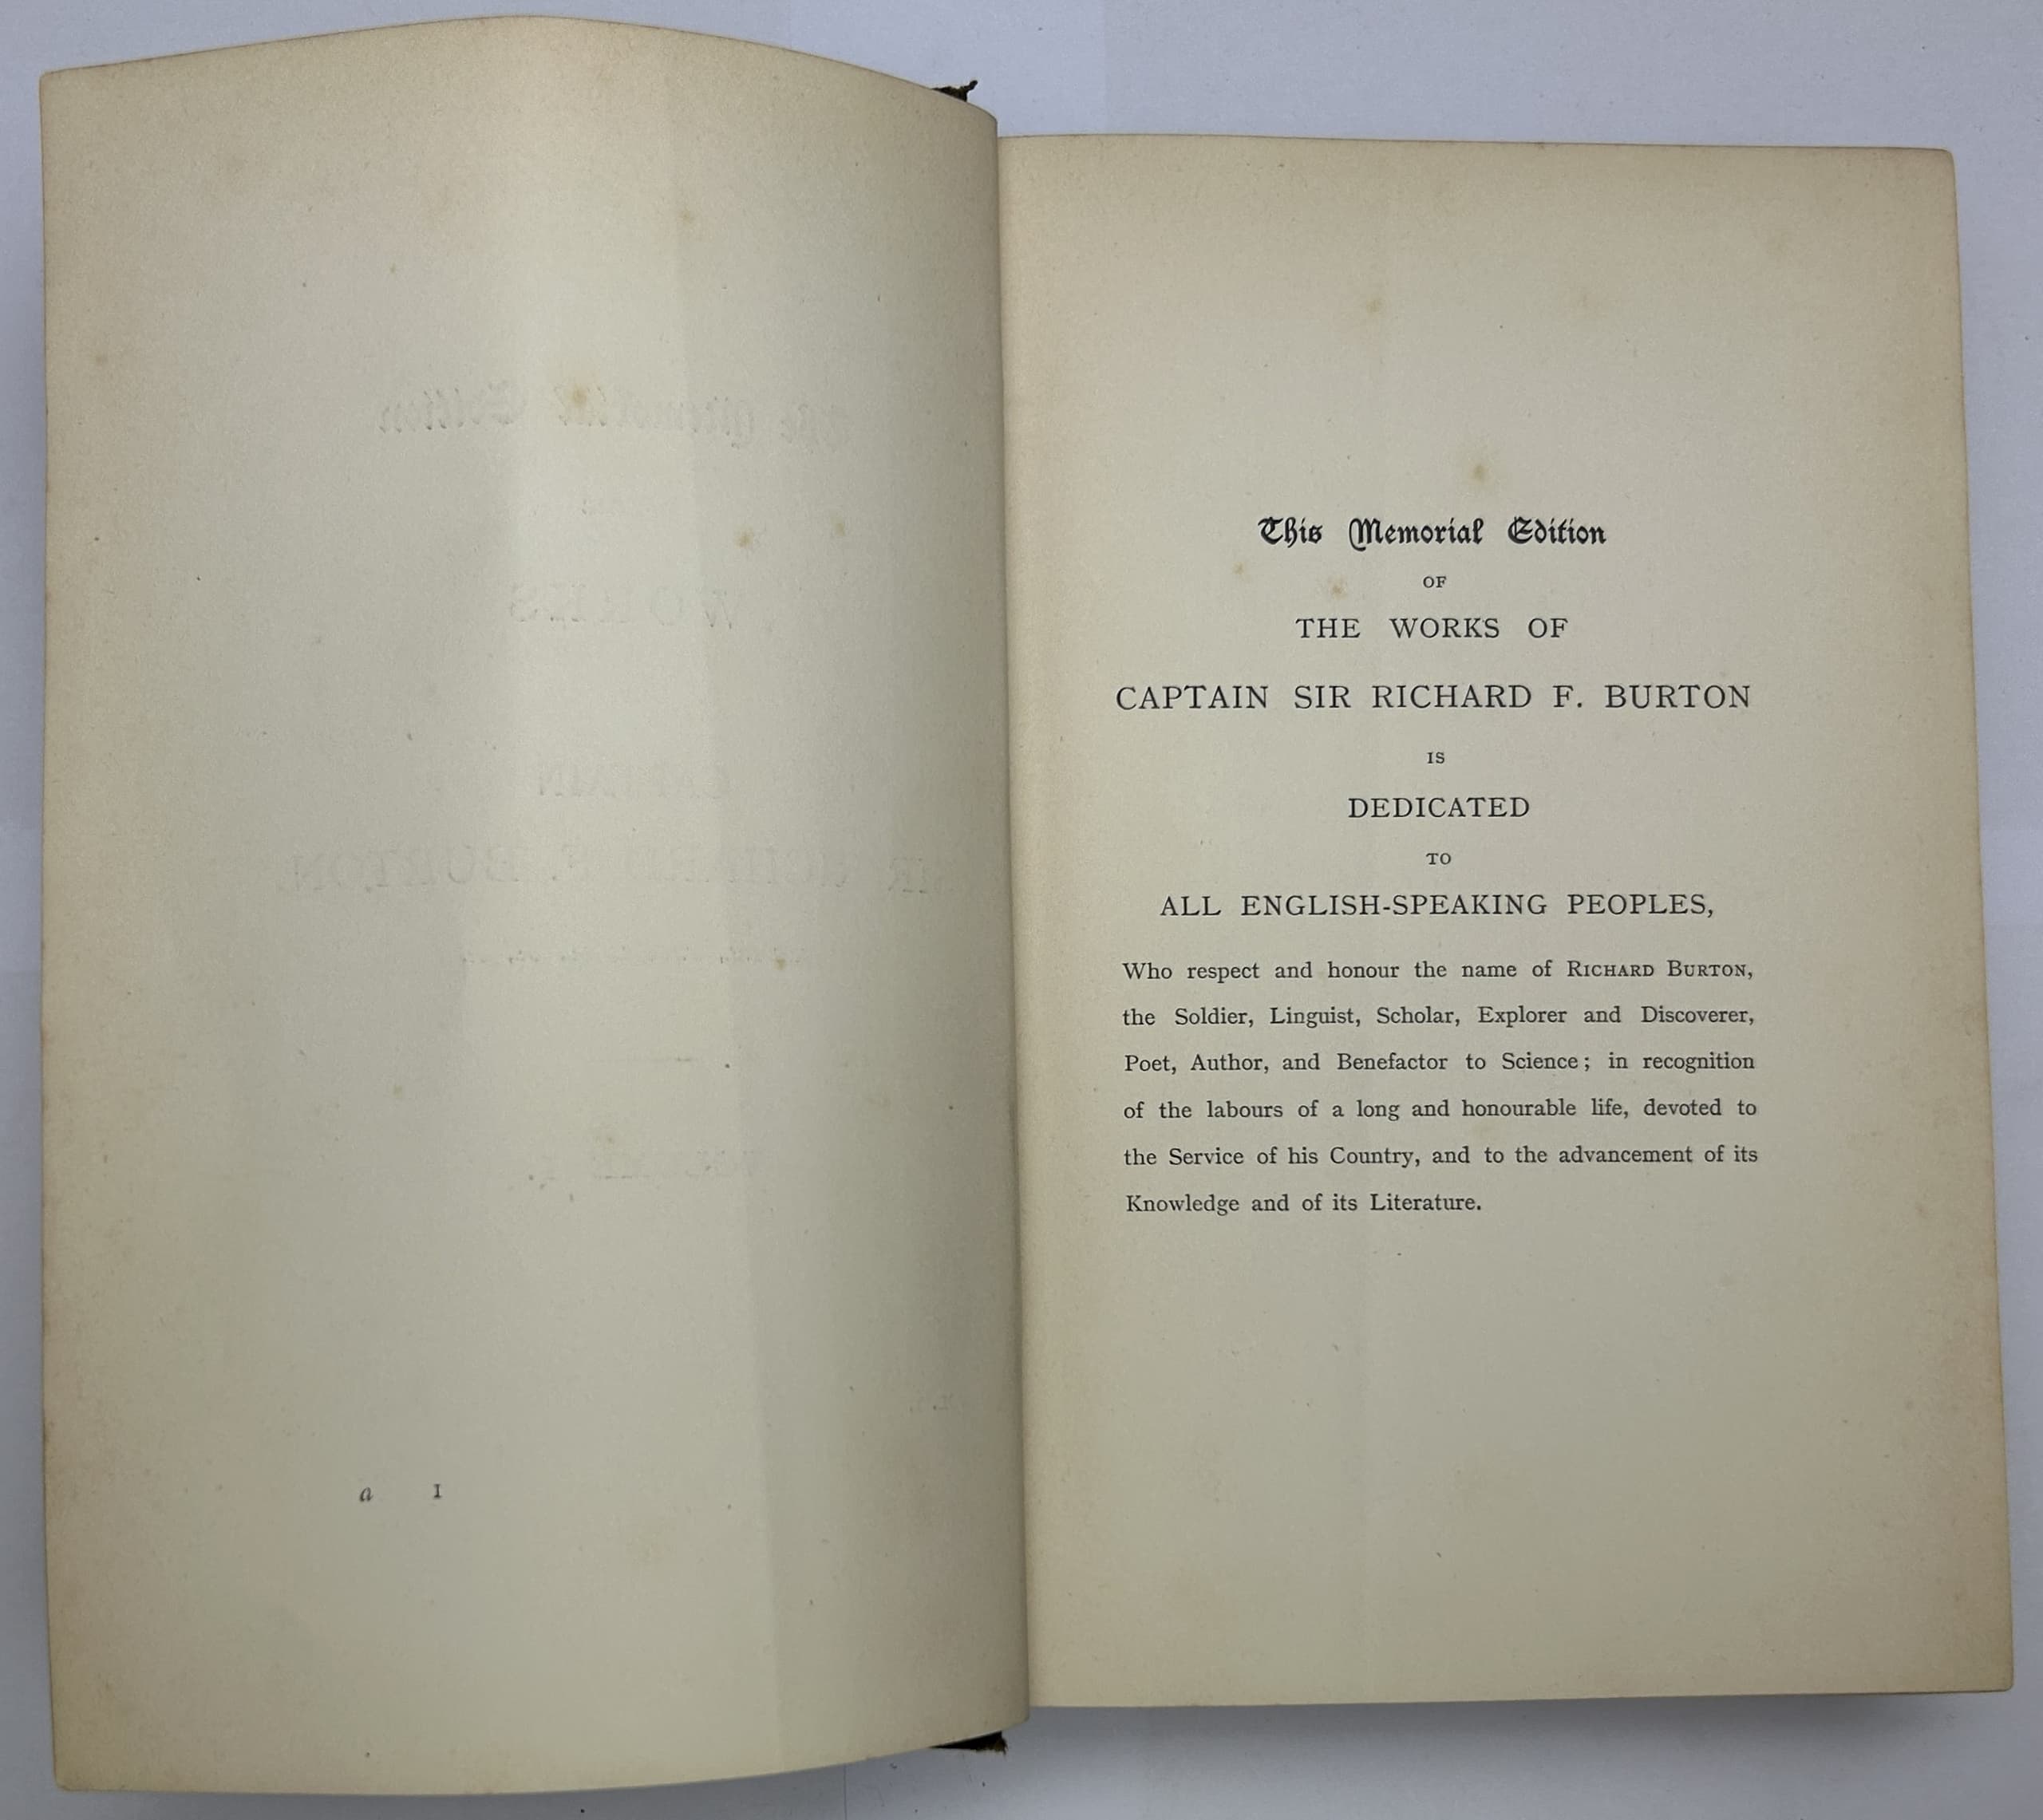 a 1
This Memorial Edition
OF
THE WORKS OF
CAPTAIN SIR RICHARD F. BURTON
IS
DEDICATED
TO
ALL ENGLISH-SPEAKING PEOPLES,
Who respect and honour the name of RICHARD BURTON,
the Soldier, Linguist, Scholar, Explorer and Discoverer,
Poet, Author, and Benefactor to Science; in recognition
of the labours of a long and honourable life, devoted to
the Service of his Country, and to the advancement of its
Knowledge and of its Literature.